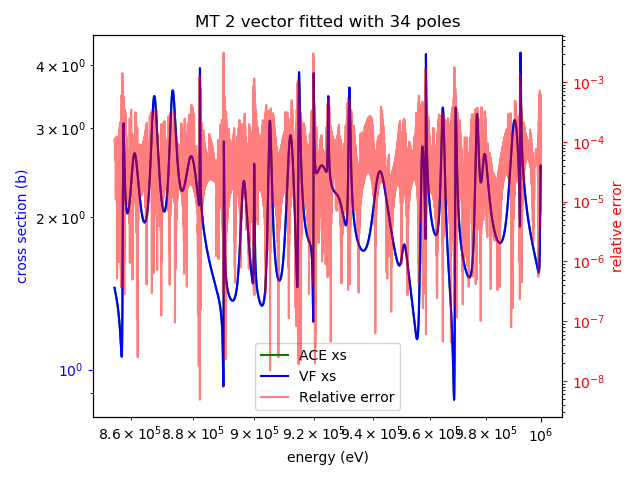 MT 2 vector fitted with 34 poles
4 × 10⁰
3 × 10⁰
2 × 10⁰
10⁰
cross section (b)
10⁻³
10⁻⁴
10⁻⁵
10⁻⁶
10⁻⁷
10⁻⁸
relative error
ACE xs
VF xs
Relative error
8.6 × 10⁵ 8.8 × 10⁵ 9 × 10⁵ 9.2 × 10⁵ 9.4 × 10⁵ 9.6 × 10⁵ 9.8 × 10⁵ 10⁶
energy (eV)